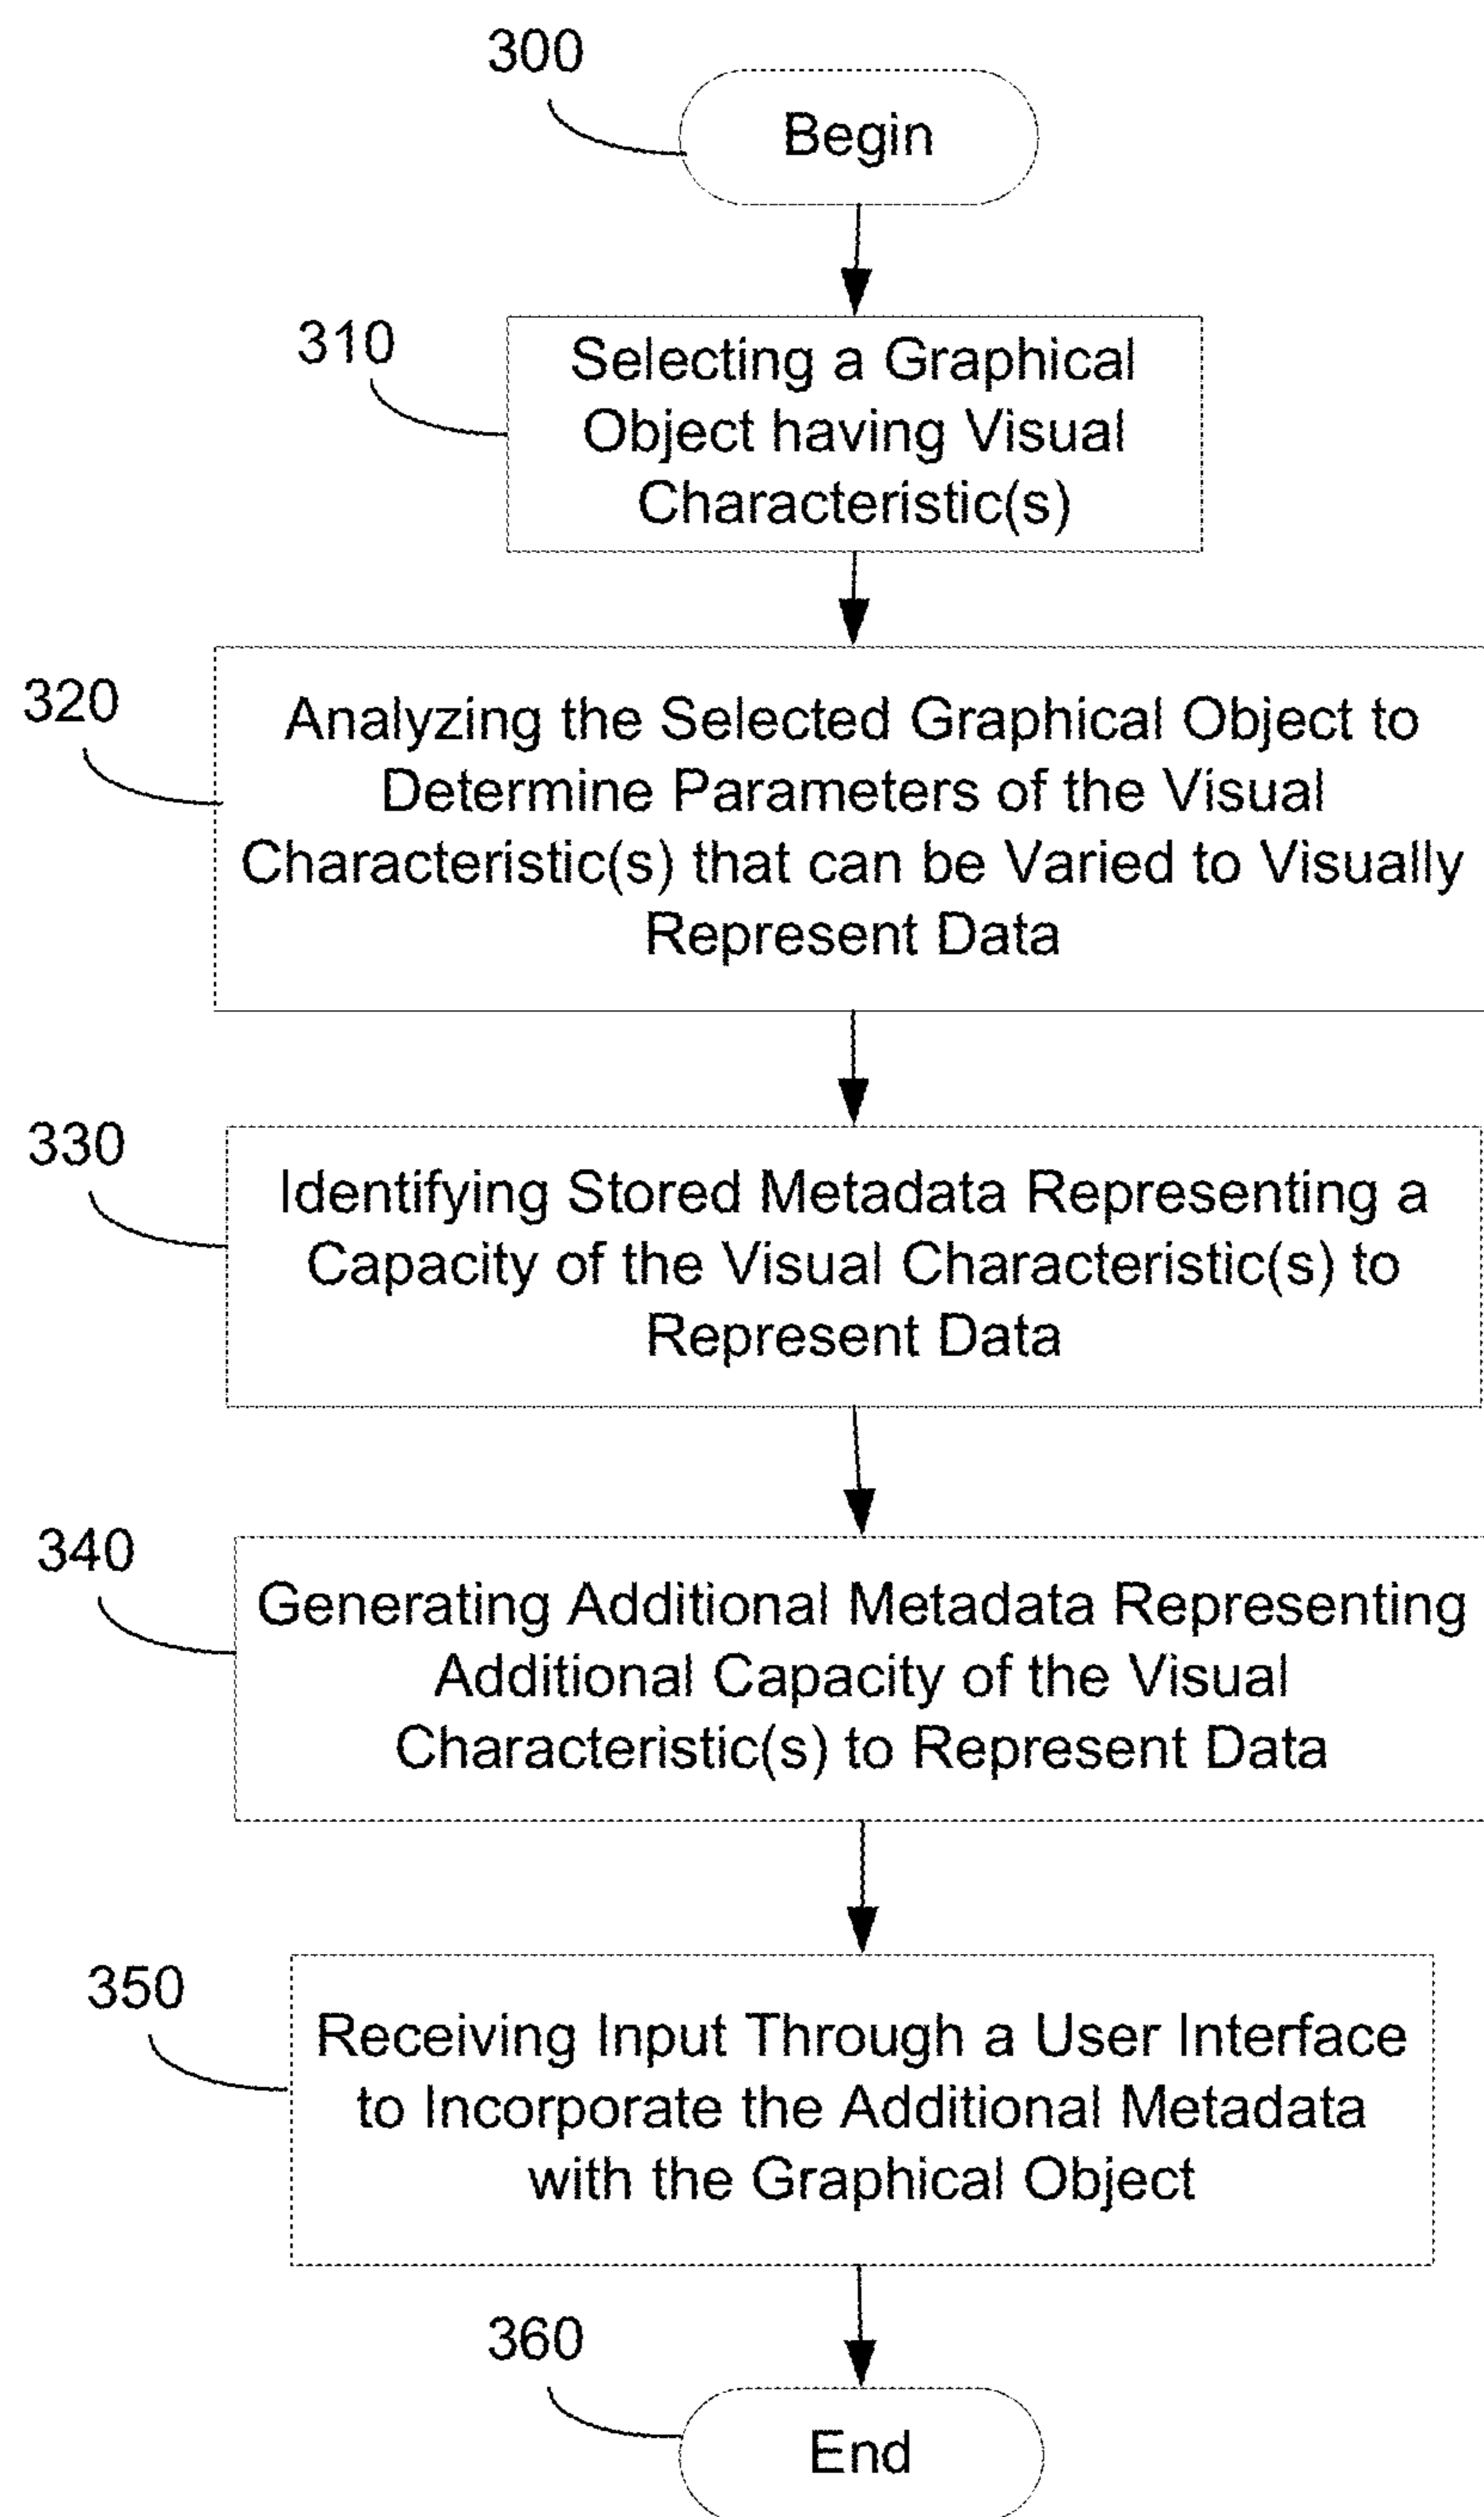 300
Begin
310
Selecting a Graphical
Object having Visual
Characteristic(s)
320
Analyzing the Selected Graphical Object to
Determine Parameters of the Visual
Characteristic(s) that can be Varied to Visually
Represent Data
330
Identifying Stored Metadata Representing a
Capacity of the Visual Characteristic(s) to
Represent Data
340
Generating Additional Metadata Representing
Additional Capacity of the Visual
Characteristic(s) to Represent Data
350
Receiving Input Through a User Interface
to Incorporate the Additional Metadata
with the Graphical Object
360
End